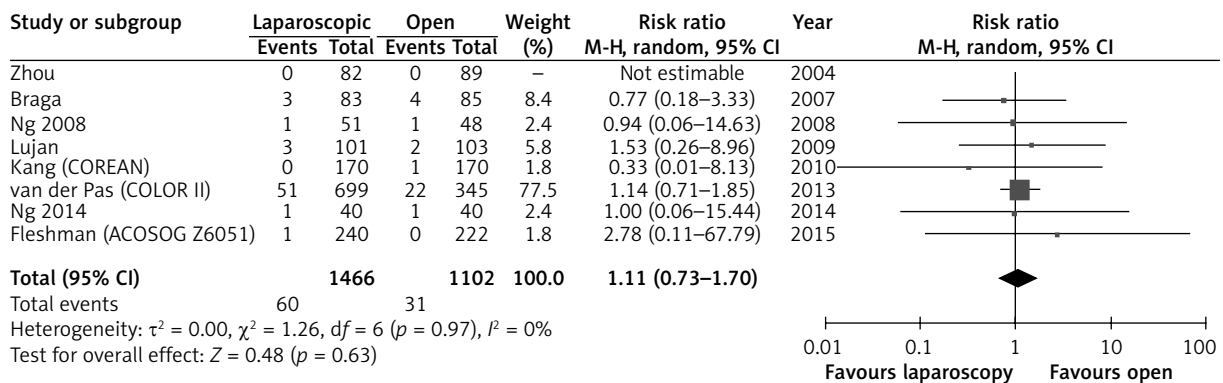 Study or subgroup Laparoscopic Open Weight Risk ratio Year Risk ratio
Events Total Events Total (%) M-H, random, 95% CI M-H, random, 95% CI
Zhou 0 82 0 89 – Not estimable 2004
Braga 3 83 4 85 8.4 0.77 (0.18–3.33) 2007
Ng 2008 1 51 1 48 2.4 0.94 (0.06–14.63) 2008
Lujan 3 101 2 103 5.8 1.53 (0.26–8.96) 2009
Kang (COREAN) 0 170 1 170 1.8 0.33 (0.01–8.13) 2010
van der Pas (COLOR II) 51 699 22 345 77.5 1.14 (0.71–1.85) 2013
Ng 2014 1 40 1 40 2.4 1.00 (0.06–15.44) 2014
Fleshman (ACOSOG Z6051) 1 240 0 222 1.8 2.78 (0.11–67.79) 2015
Total (95% CI) 1466 1102 100.0 1.11 (0.73–1.70)
Total events 60 31
Heterogeneity: τ² = 0.00, χ² = 1.26, df = 6 (p = 0.97), I² = 0%
Test for overall effect: Z = 0.48 (p = 0.63)
0.01 0.1 1 10 100
Favours laparoscopy Favours open